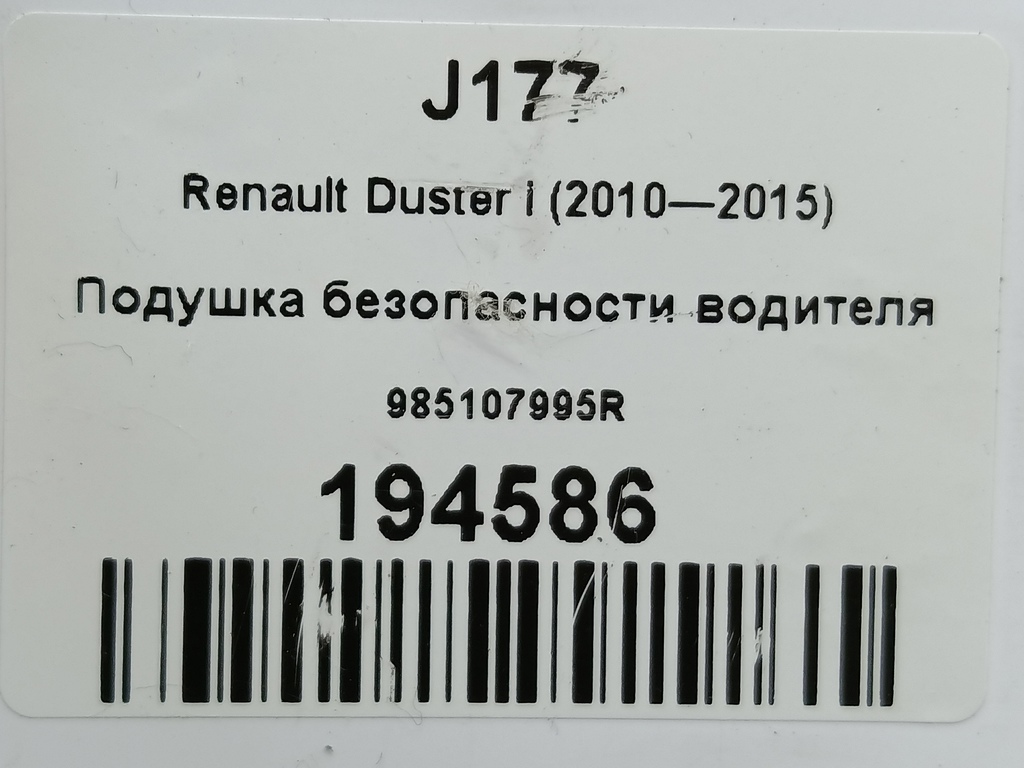 J177
Renault Duster I (2010—2015)
Подушка безопасности водителя
985107995R
194586